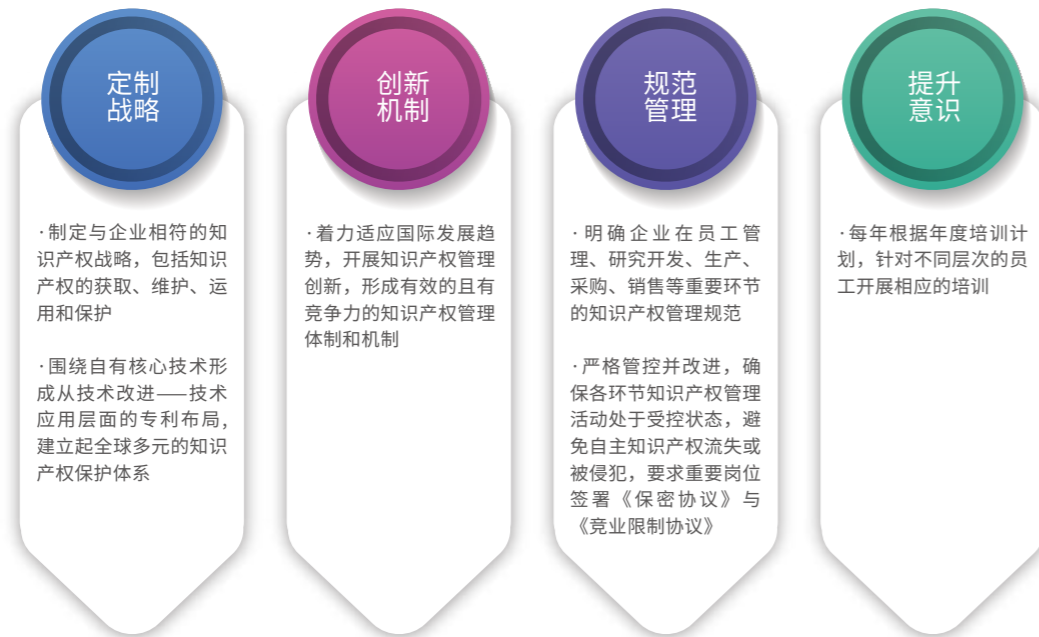 定制
战略
·制定与企业相符的知
识产权战略，包括知识
产权的获取、维护、运
用和保护
·围绕自有核心技术形
成从技术改进——技术
应用层面的专利布局,
建立起全球多元的知识
产权保护体系
创新
机制
·着力适应国际发展趋
势，开展知识产权管理
创新，形成有效的且有
竞争力的知识产权管理
体制和机制
规范
管理
·明确企业在员工管
理、研究开发、生产、
采购、销售等重要环节
的知识产权管理规范
·严格管控并改进，确
保各环节知识产权管理
活动处于受控状态，避
免自主知识产权流失或
被侵犯，要求重要岗位
签署《保密协议》与
《竞业限制协议》
提升
意识
·每年根据年度培训计
划，针对不同层次的员
工开展相应的培训